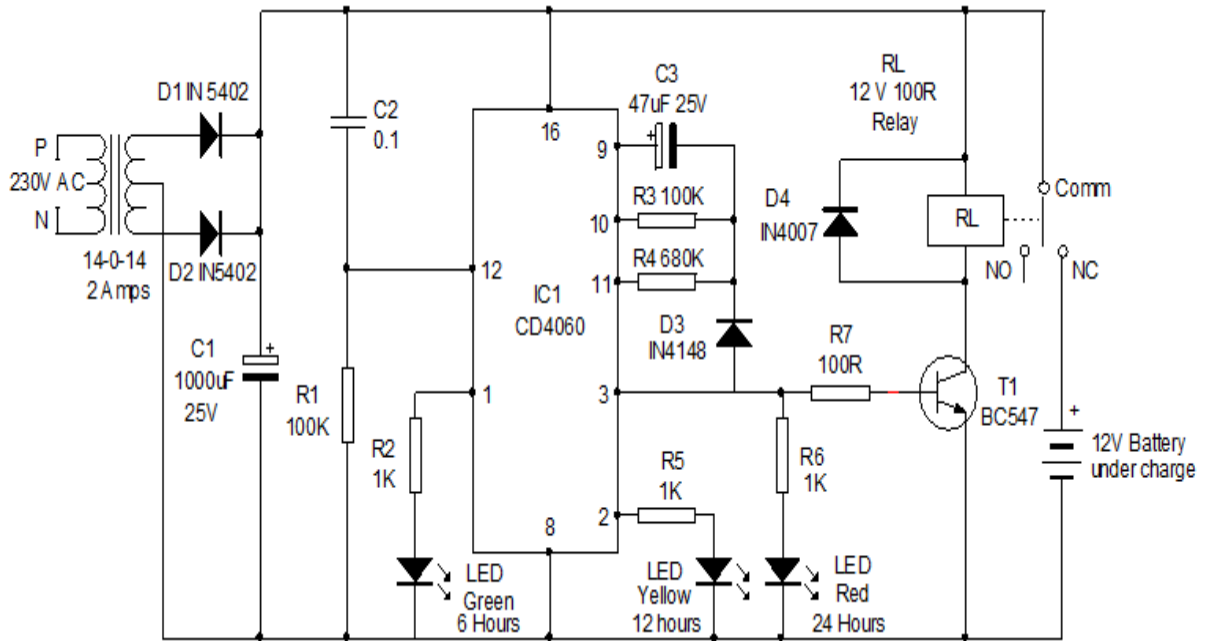 D1 IN 5402
P
230V AC
N
14-0-14
2 Amps
D2 IN5402
C1
1000uF
25V
+
C2
0.1
R1
100K
R2
1K
LED
Green
6 Hours
16
9
10
11
12
1
3
2
8
IC1
CD4060
C3
47uF 25V
+
R3 100K
R4 680K
D3
IN4148
R5
1K
LED
Yellow
12 hours
R6
1K
LED
Red
24 Hours
R7
100R
T1
BC547
D4
IN4007
RL
12 V 100R
Relay
RL
Comm
NO
NC
+
12V Battery
under charge